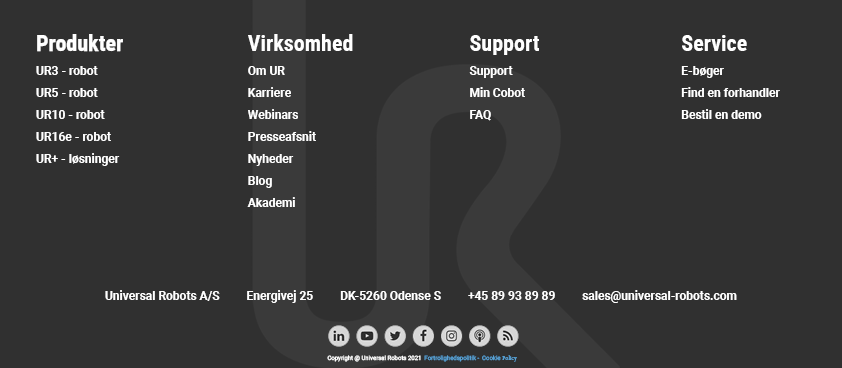 Produkter
UR3 - robot
UR5 - robot
UR10 - robot
UR16e - robot
UR+ - løsninger
Virksomhed
Om UR
Karriere
Webinars
Presseafsnit
Nyheder
Blog
Akademi
Support
Support
Min Cobot
FAQ
Service
E-bøger
Find en forhandler
Bestil en demo
Universal Robots A/S Energivej 25 DK-5260 Odense S +45 89 93 89 89 sales@universal-robots.com
Copyright @ Universal Robots 2021 Fortrolighedspolitik - Cookie Policy